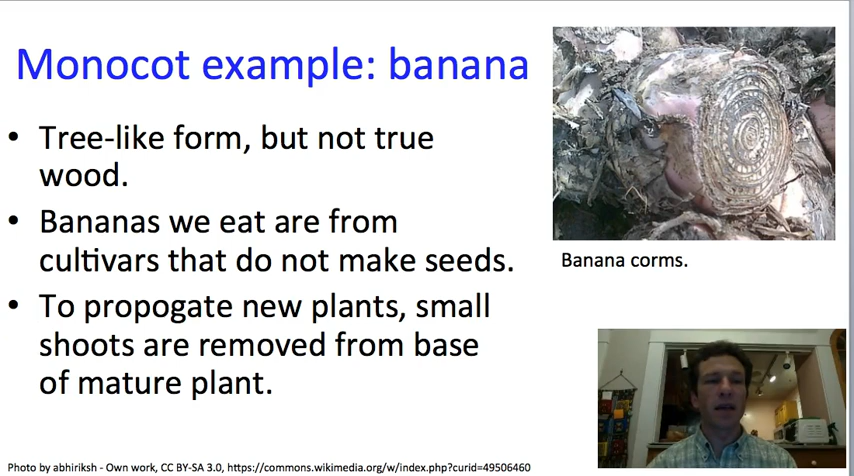 Monocot example: banana
• Tree-like form, but not true
wood.
• Bananas we eat are from
cultivars that do not make seeds.
• To propogate new plants, small
shoots are removed from base
of mature plant.
Banana corms.
Photo by abhiriksh - Own work, CC BY-SA 3.0, https://commons.wikimedia.org/w/index.php?curid=49506460